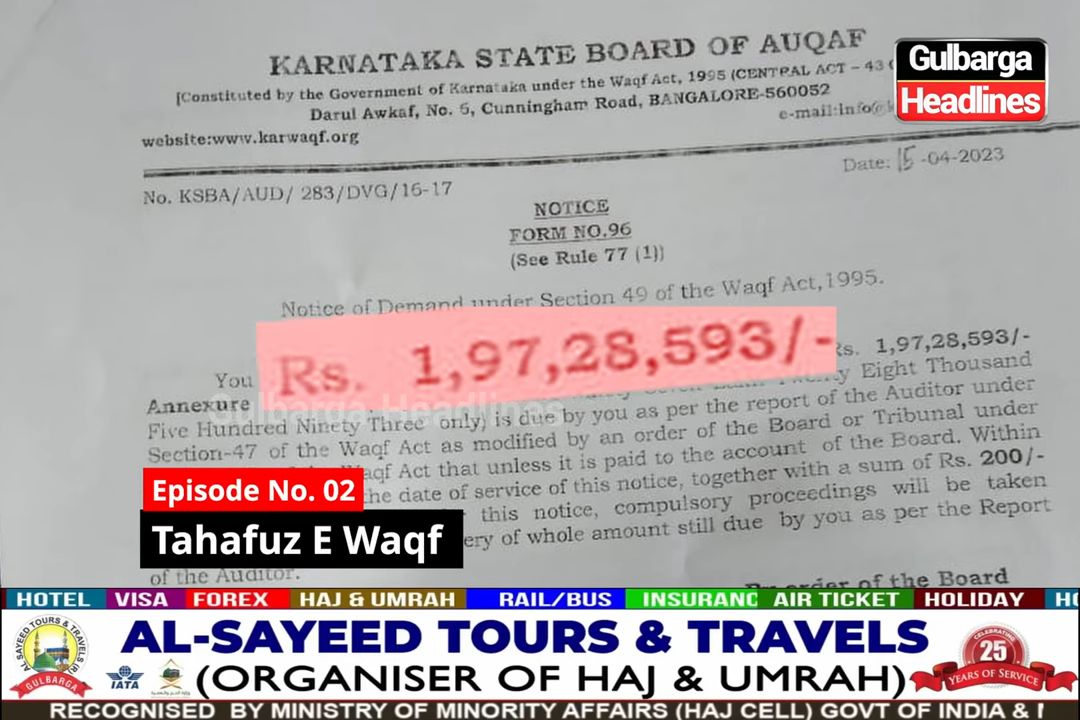 KARNATAKA STATE BOARD OF AUQAF
[Constituted by the Government of Karnataka under the Waqf Act, 1995 (CENTRAL ACT – 43
Darul Awkaf, No. 6, Cunningham Road, BANGALORE-560052
e-mail:info@
website:www.karwaqf.org
Gulbarga
Headlines
Date: 15 -04-2023
No. KSBA/AUD/ 283/DVG/16-17
NOTICE
FORM NO.96
(See Rule 77 (1))
Notice of Demand under Section 49 of the Waqf Act,1995.
Rs. 1,97,28,593/-
You Rs. 1,97,28,593/-
Annexure Twenty Eight Thousand
Gulbarga Headlines
Five Hundred Ninety Three only) is due by you as per the report of the Auditor under
Section-47 of the Waqf Act as modified by an order of the Board or Tribunal under
Waqf Act that unless it is paid to the account of the Board. Within
the date of service of this notice, together with a sum of Rs. 200/-
this notice, compulsory proceedings will be taken
of whole amount still due by you as per the Report
of the Auditor.
By order of the Board
Episode No. 02
Tahafuz E Waqf
HOTEL VISA FOREX HAJ & UMRAH RAIL/BUS INSURANC AIR TICKET HOLIDAY HO
AL-SAYEED TOURS & TRAVELS
(ORGANISER OF HAJ & UMRAH)
RECOGNISED BY MINISTRY OF MINORITY AFFAIRS (HAJ CELL) GOVT OF INDIA &
AL SAYEED TOURS & TRAVELS (R)
GULBARGA
IATA
CELEBRATING
25
YEARS OF SERVICE